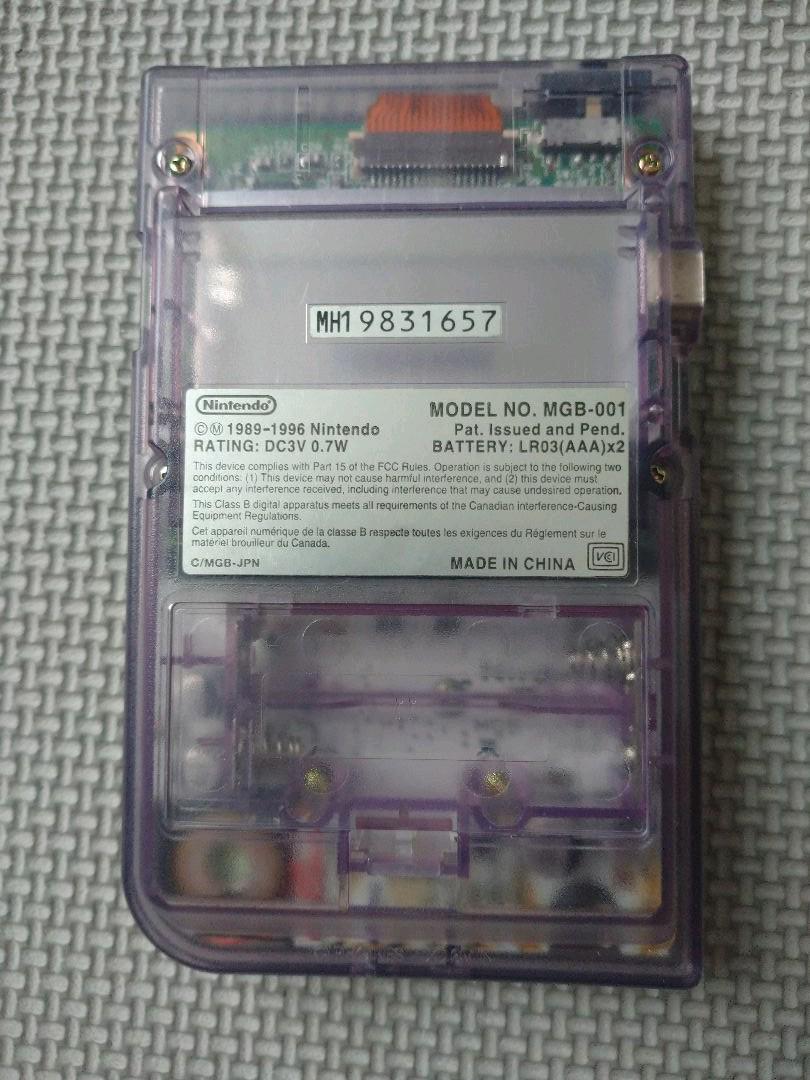 MH19831657
Nintendo
MODEL NO. MGB-001
©Ⓜ 1989-1996 Nintendo
Pat. Issued and Pend.
RATING: DC3V 0.7W
BATTERY: LR03(AAA)x2
This device complies with Part 15 of the FCC Rules. Operation is subject to the following two
conditions: (1) This device may not cause harmful interference, and (2) this device must
accept any interference received, including interference that may cause undesired operation.
This Class B digital apparatus meets all requirements of the Canadian interference-Causing
Equipment Regulations.
Cet appareil numérique de la classe B respecte toutes les exigences du Réglement sur le
matériel brouilleur du Canada.
C/MGB-JPN
MADE IN CHINA
VCI